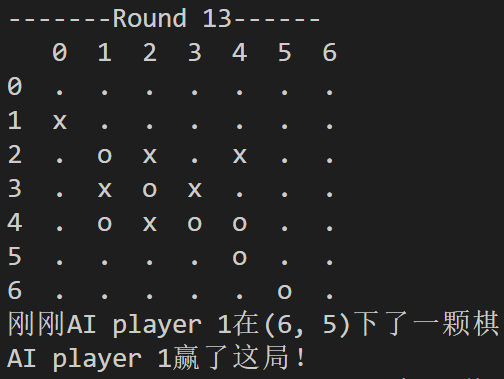 -------Round 13------
   0  1  2  3  4  5  6
0  .  .  .  .  .  .  .
1  x  .  .  .  .  .  .
2  .  o  x  .  x  .  .
3  .  x  o  x  .  .  .
4  .  o  x  o  o  .  .
5  .  .  .  .  o  .  .
6  .  .  .  .  .  o  .
刚刚AI player 1在(6, 5)下了一颗棋
AI player 1赢了这局!